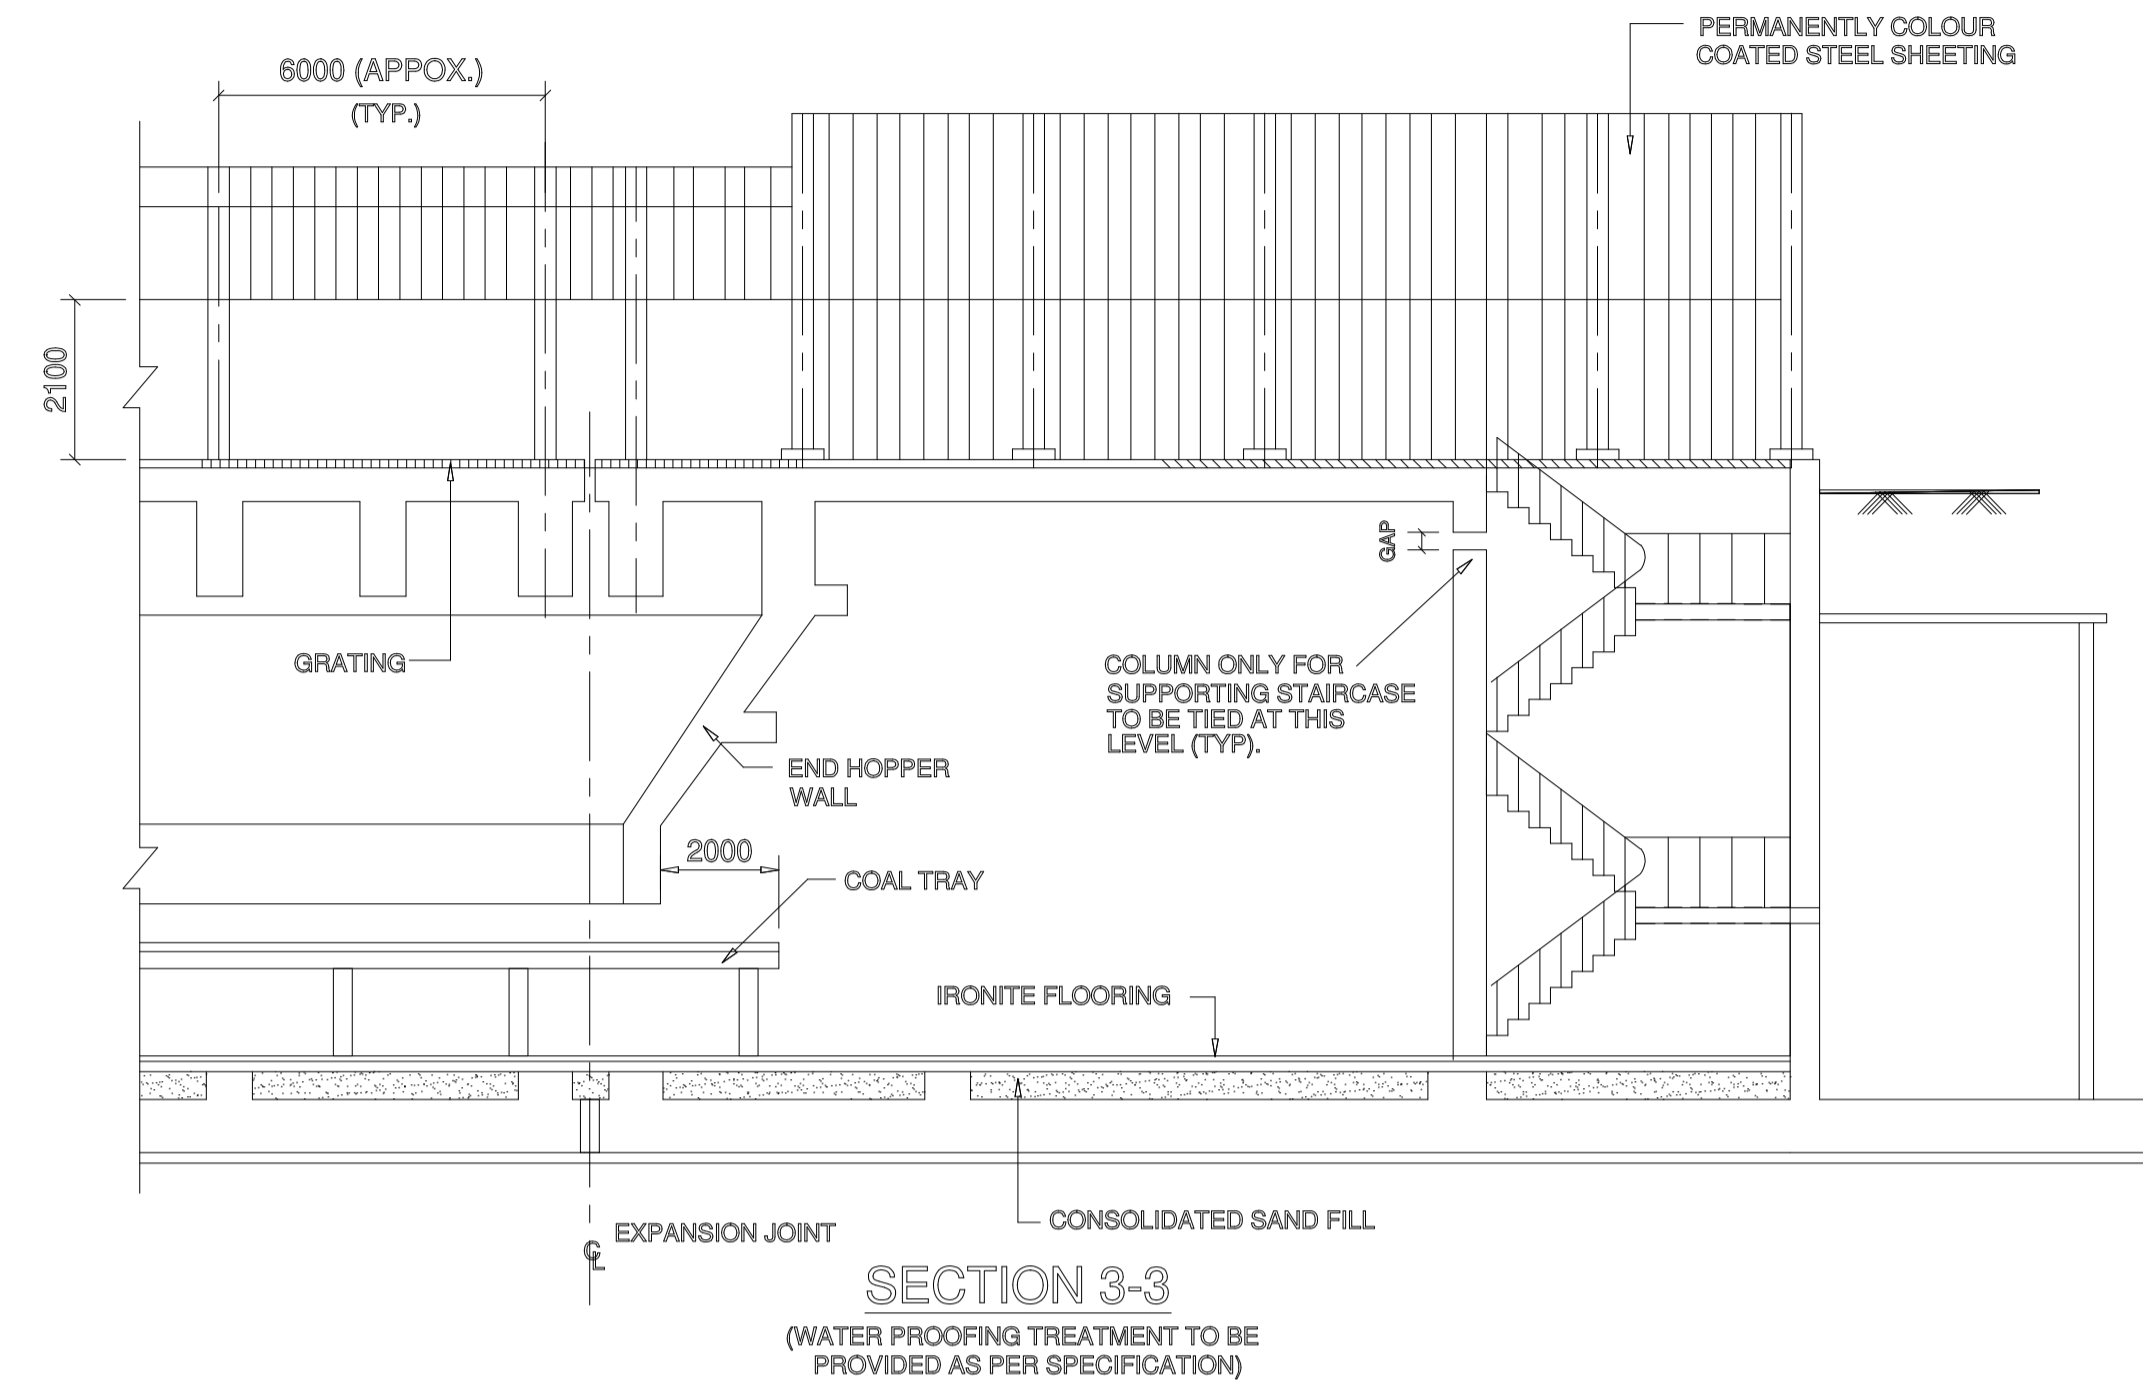 PERMANENTLY COLOUR
COATED STEEL SHEETING
6000 (APPOX.)
(TYP.)
2100
GRATING
GAP
COLUMN ONLY FOR
SUPPORTING STAIRCASE
TO BE TIED AT THIS
LEVEL (TYP).
END HOPPER
WALL
2000
COAL TRAY
IRONITE FLOORING
CONSOLIDATED SAND FILL
EXPANSION JOINT
℄
SECTION 3-3
(WATER PROOFING TREATMENT TO BE
PROVIDED AS PER SPECIFICATION)